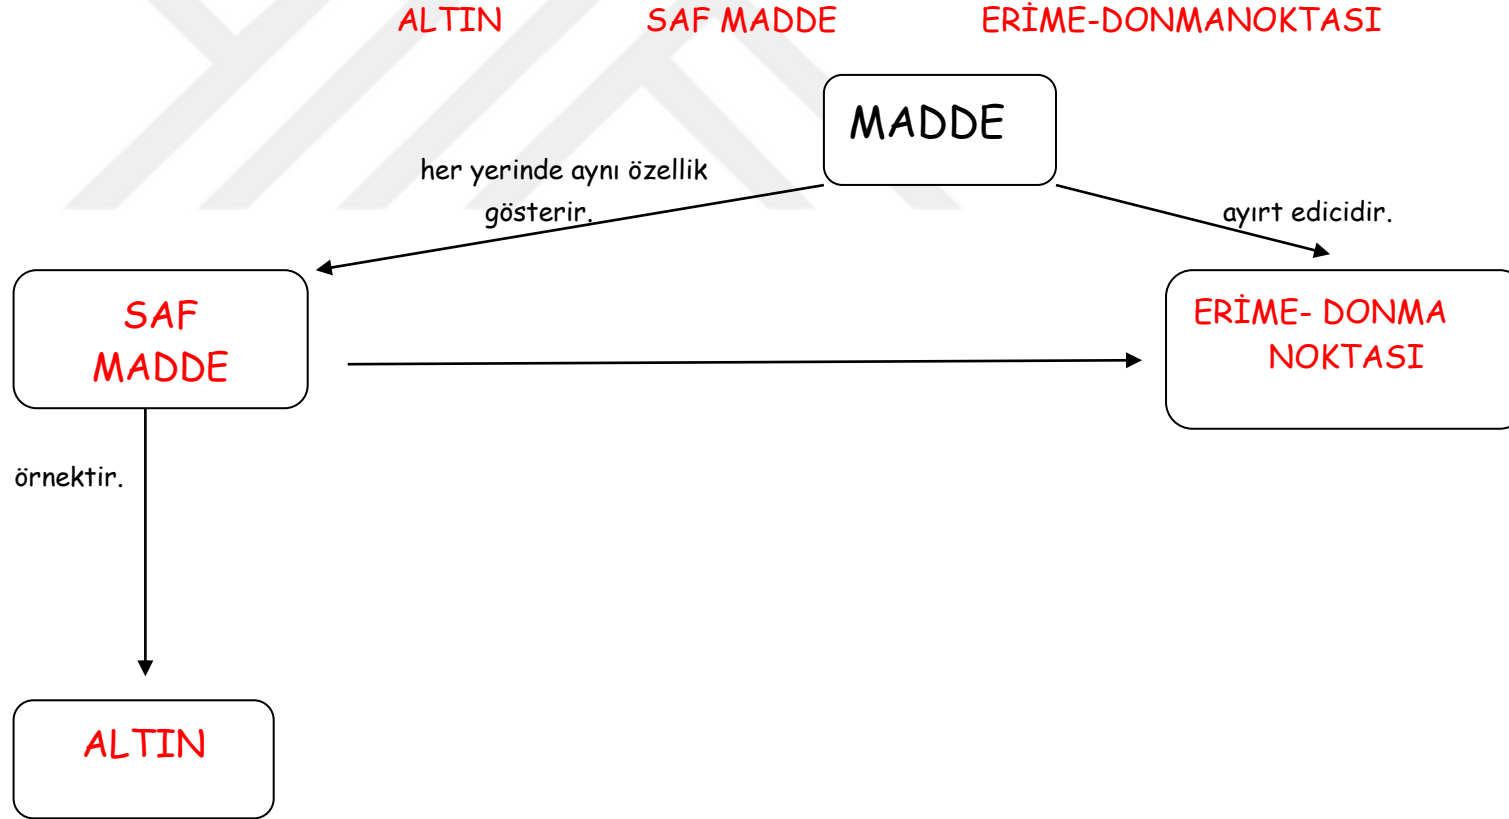 ALTIN SAF MADDE ERİME-DONMANOKTASI
MADDE
her yerinde aynı özellik
gösterir.
ayırt edicidir.
SAF
MADDE
ERİME- DONMA
NOKTASI
örnektir.
ALTIN